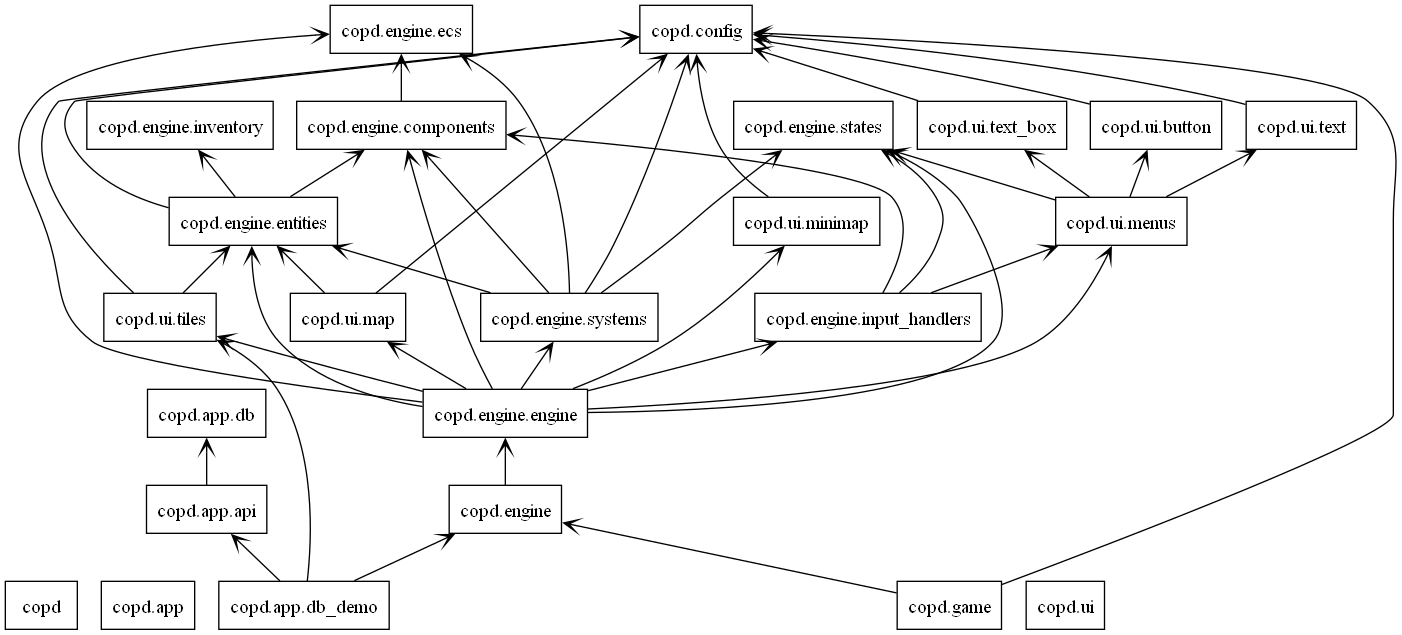 copd.engine.ecs
copd.config
copd.engine.inventory
copd.engine.components
copd.engine.states
copd.ui.text_box
copd.ui.button
copd.ui.text
copd.engine.entities
copd.ui.minimap
copd.ui.menus
copd.ui.tiles
copd.ui.map
copd.engine.systems
copd.engine.input_handlers
copd.app.db
copd.engine.engine
copd.app.api
copd.engine
copd
copd.app
copd.app.db_demo
copd.game
copd.ui